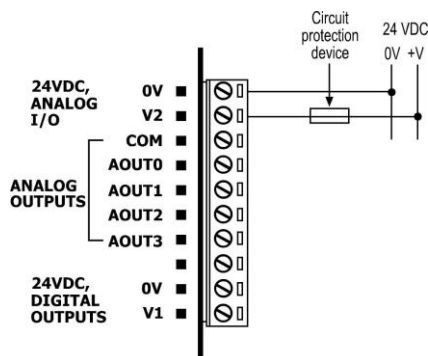 Circuit
protection
device
24 VDC
0V +V
24VDC,
ANALOG
I/O
0V
V2
COM
AOUT0
ANALOG
OUTPUTS
AOUT1
AOUT2
AOUT3
24VDC,
DIGITAL
OUTPUTS
0V
V1